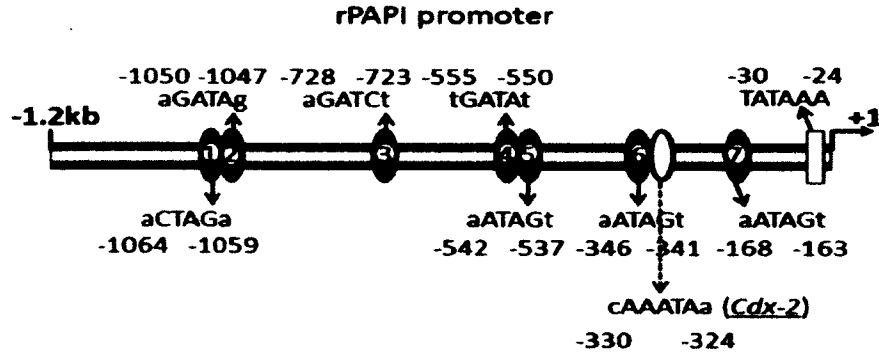 rPAPI promoter
-1050 -1047 -728 -723 -555 -550 -30 -24
aGATAg aGATCt tGATAt TATAAA
-1.2kb +1
1 2 3 4 5 6 7
aCTAGa aATAGt aATAGt aATAGt
-1064 -1059 -542 -537 -346 -341 -168 -163
cAAATAa (Cdx-2)
-330 -324